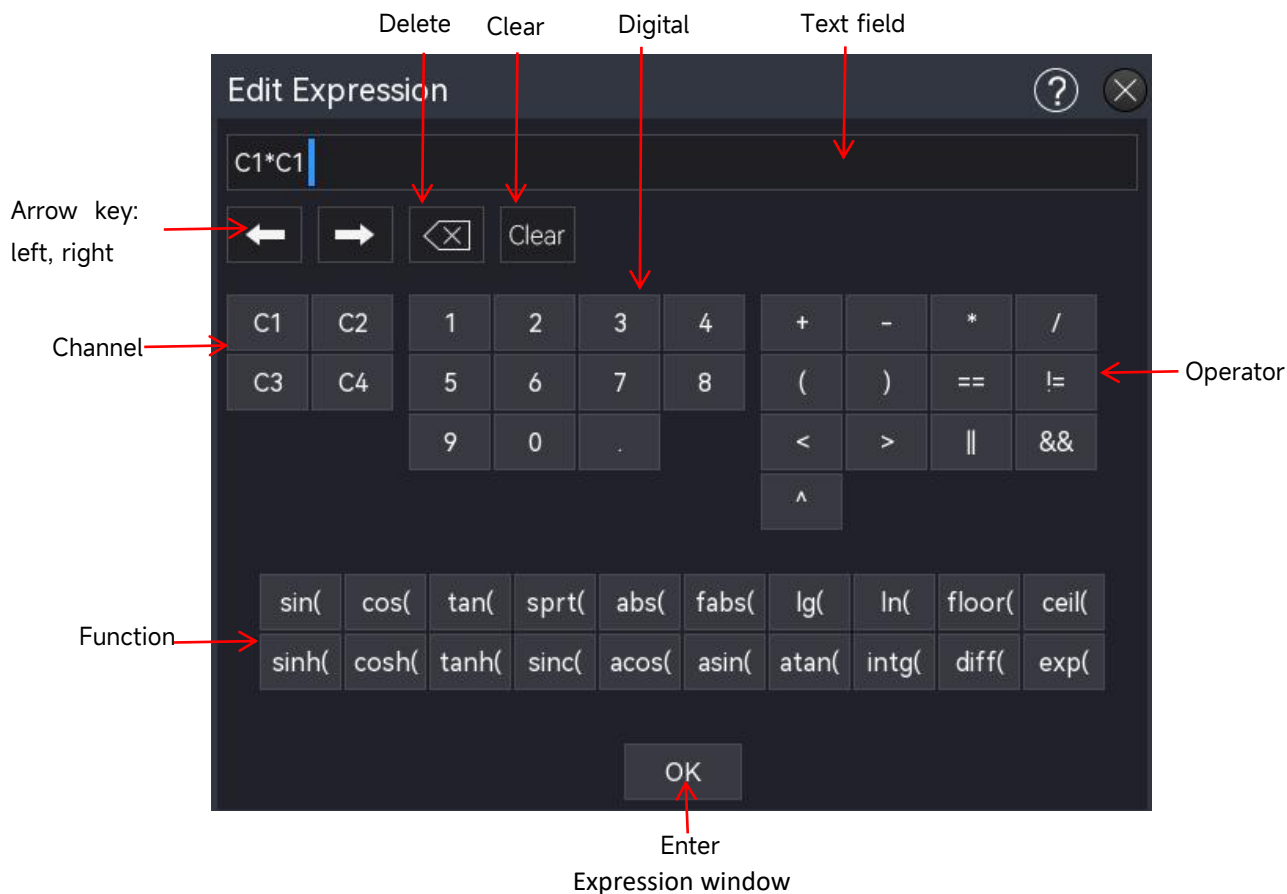 Delete Clear Digital Text field
Edit Expression ?
C1*C1
Arrow key:
left, right
Clear
C1 C2 1 2 3 4 + - * /
Channel
C3 C4 5 6 7 8 ( ) == !=
Operator
9 0 . < > || &&
^
sin( cos( tan( sprt( abs( fabs( lg( ln( floor( ceil(
Function
sinh( cosh( tanh( sinc( acos( asin( atan( intg( diff( exp(
OK
Enter
Expression window